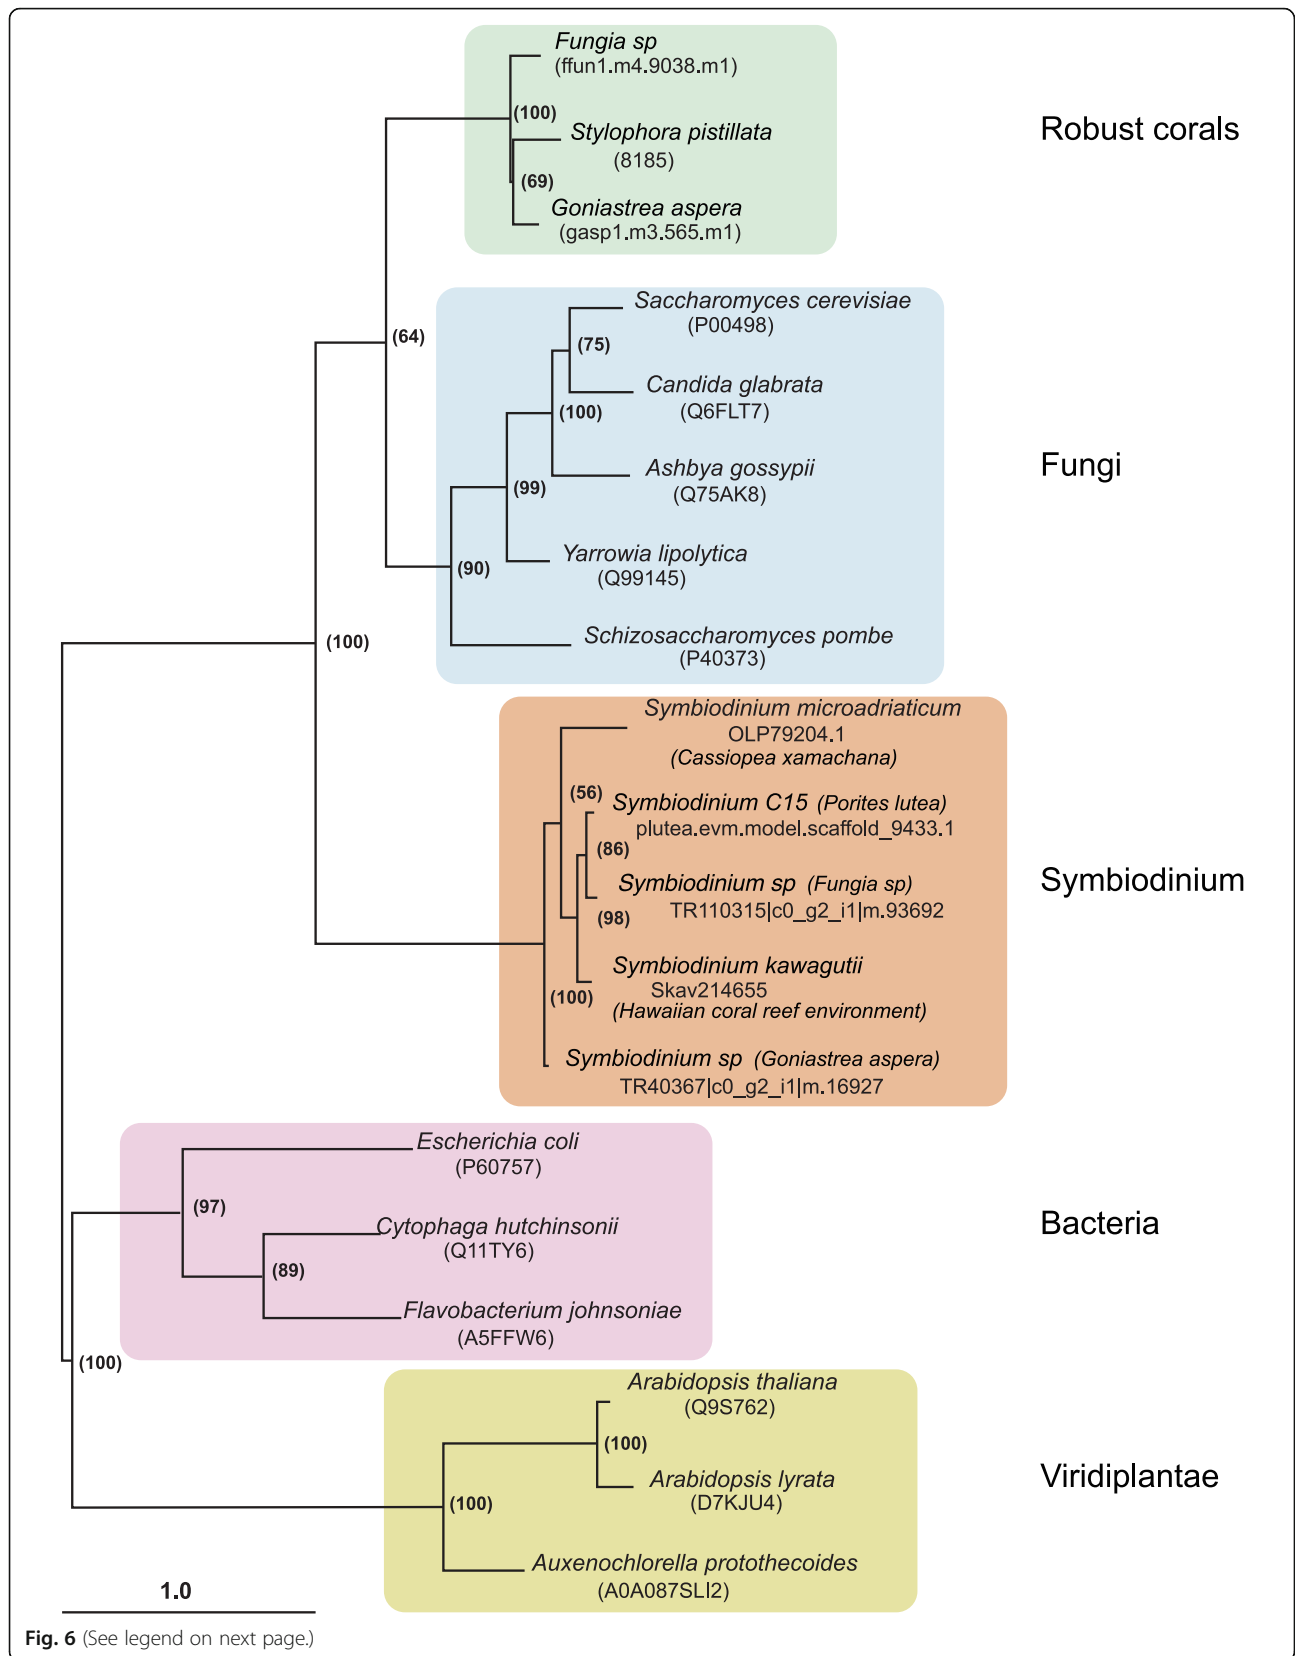 Fungia sp
(ffun1.m4.9038.m1)
(100)
Robust corals
Stylophora pistillata
(8185)
(69)
Goniastrea aspera
(gasp1.m3.565.m1)
Saccharomyces cerevisiae
(P00498)
(64)
(75)
Candida glabrata
(Q6FLT7)
(100)
Fungi
Ashbya gossypii
(Q75AK8)
(99)
Yarrowia lipolytica
(Q99145)
(90)
Schizosaccharomyces pombe
(P40373)
(100)
Symbiodinium microadriaticum
OLP79204.1
(Cassiopea xamachana)
(56)
Symbiodinium C15 (Porites lutea)
plutea.evm.model.scaffold_9433.1
(86)
Symbiodinium
Symbiodinium sp (Fungia sp)
TR110315|c0_g2_i1|m.93692
(98)
Symbiodinium kawagutii
Skav214655
(100)
(Hawaiian coral reef environment)
Symbiodinium sp (Goniastrea aspera)
TR40367|c0_g2_i1|m.16927
Escherichia coli
(P60757)
(97)
Bacteria
Cytophaga hutchinsonii
(Q11TY6)
(89)
Flavobacterium johnsoniae
(A5FFW6)
(100)
Arabidopsis thaliana
(Q9S762)
(100)
Viridiplantae
Arabidopsis lyrata
(D7KJU4)
(100)
Auxenochlorella protothecoides
(A0A087SLI2)
1.0
Fig. 6 (See legend on next page.)